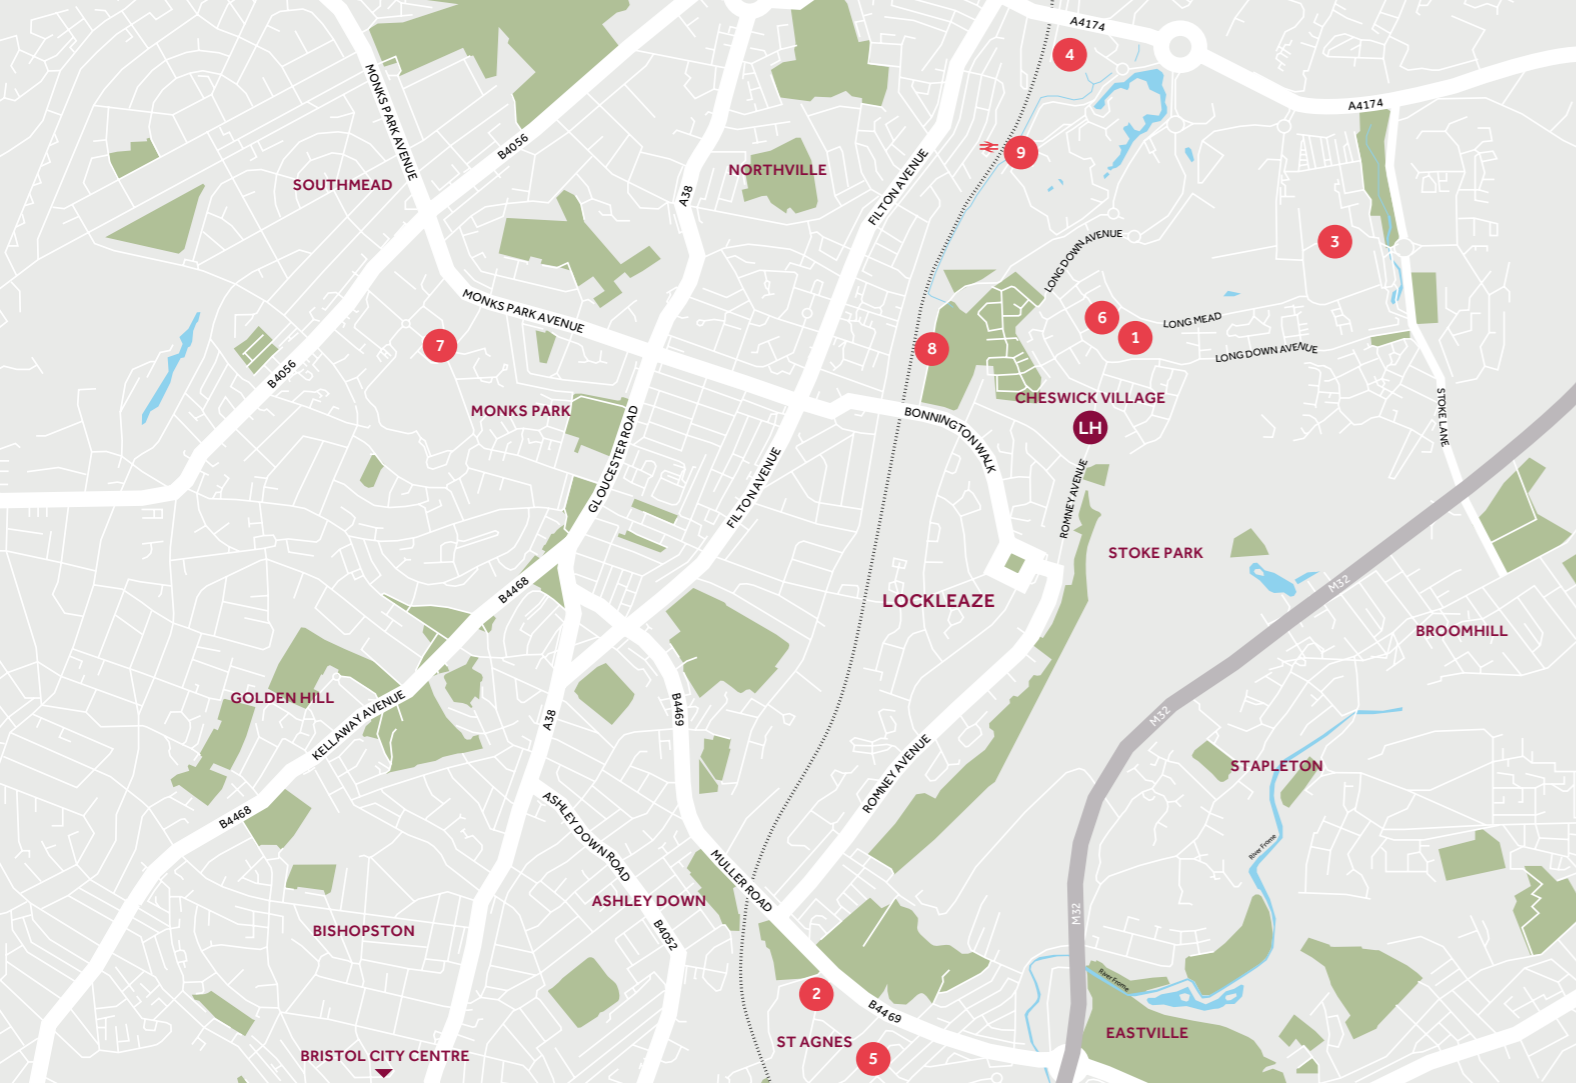 A4174
4
A4174
MONKS PARK AVENUE
B4056
9
FILTON AVENUE
NORTHVILLE
SOUTHMEAD
A38
LONG DOWN AVENUE
3
MONKS PARK AVENUE
6
LONG MEAD
1
7
8
LONG DOWN AVENUE
B4056
CHESWICK VILLAGE
MONKS PARK
BONNINGTON WALK
STOKE LANE
LH
GLOUCESTER ROAD
FILTON AVENUE
ROMNEY AVENUE
STOKE PARK
B4468
M32
LOCKLEAZE
BROOMHILL
GOLDEN HILL
KELLAWAY AVENUE
B4469
A38
M32
STAPLETON
ROMNEY AVENUE
B4468
ASHLEY DOWN ROAD
River Frome
MULLER ROAD
ASHLEY DOWN
M32
BISHOPSTON
B4052
River Frome
2
B4469
EASTVILLE
ST AGNES
BRISTOL CITY CENTRE
5